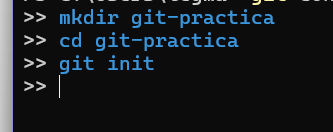 >> mkdir git-practica
>> cd git-practica
>> git init
>>